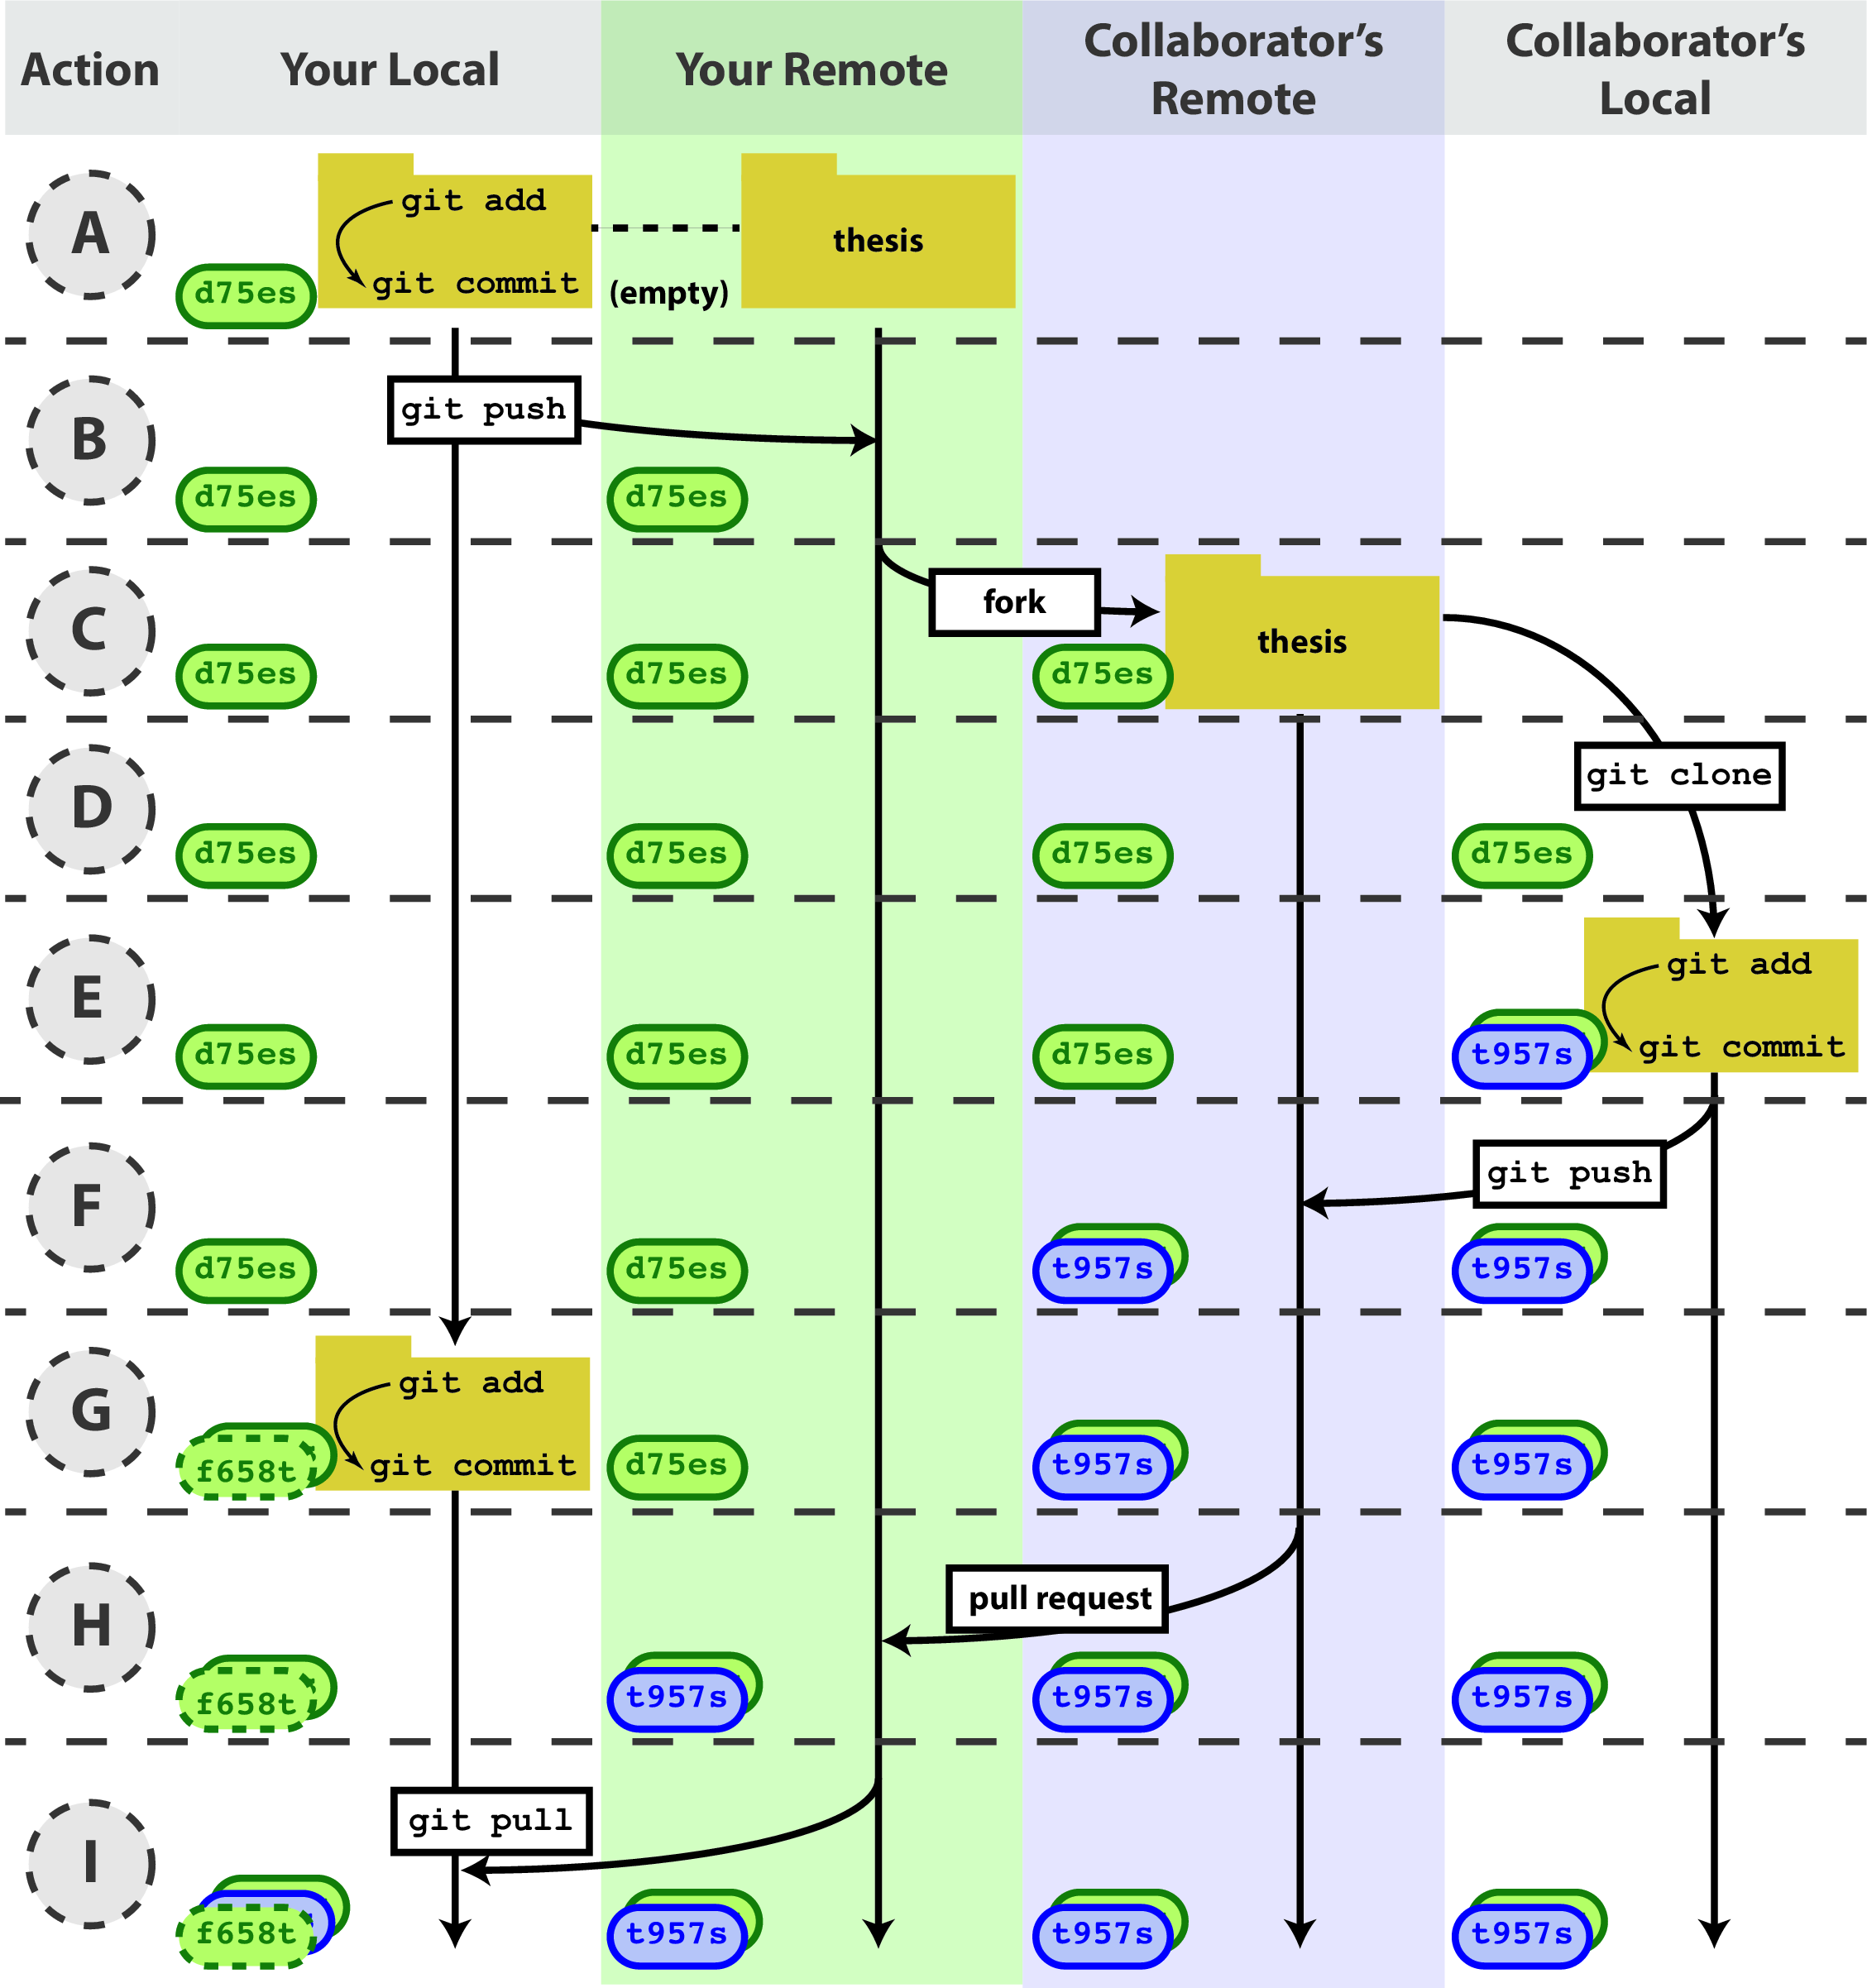 Action
Your Local
Your Remote
Collaborator's
Remote
Collaborator's
Local
A
git add
git commit
d75es
(empty)
thesis
B
git push
d75es
d75es
C
fork
thesis
d75es
d75es
d75es
D
git clone
d75es
d75es
d75es
d75es
E
git add
git commit
d75es
d75es
d75es
t957s
F
git push
d75es
d75es
t957s
t957s
G
git add
git commit
f658t
d75es
t957s
t957s
H
pull request
f658t
t957s
t957s
t957s
I
git pull
f658t
t957s
t957s
t957s